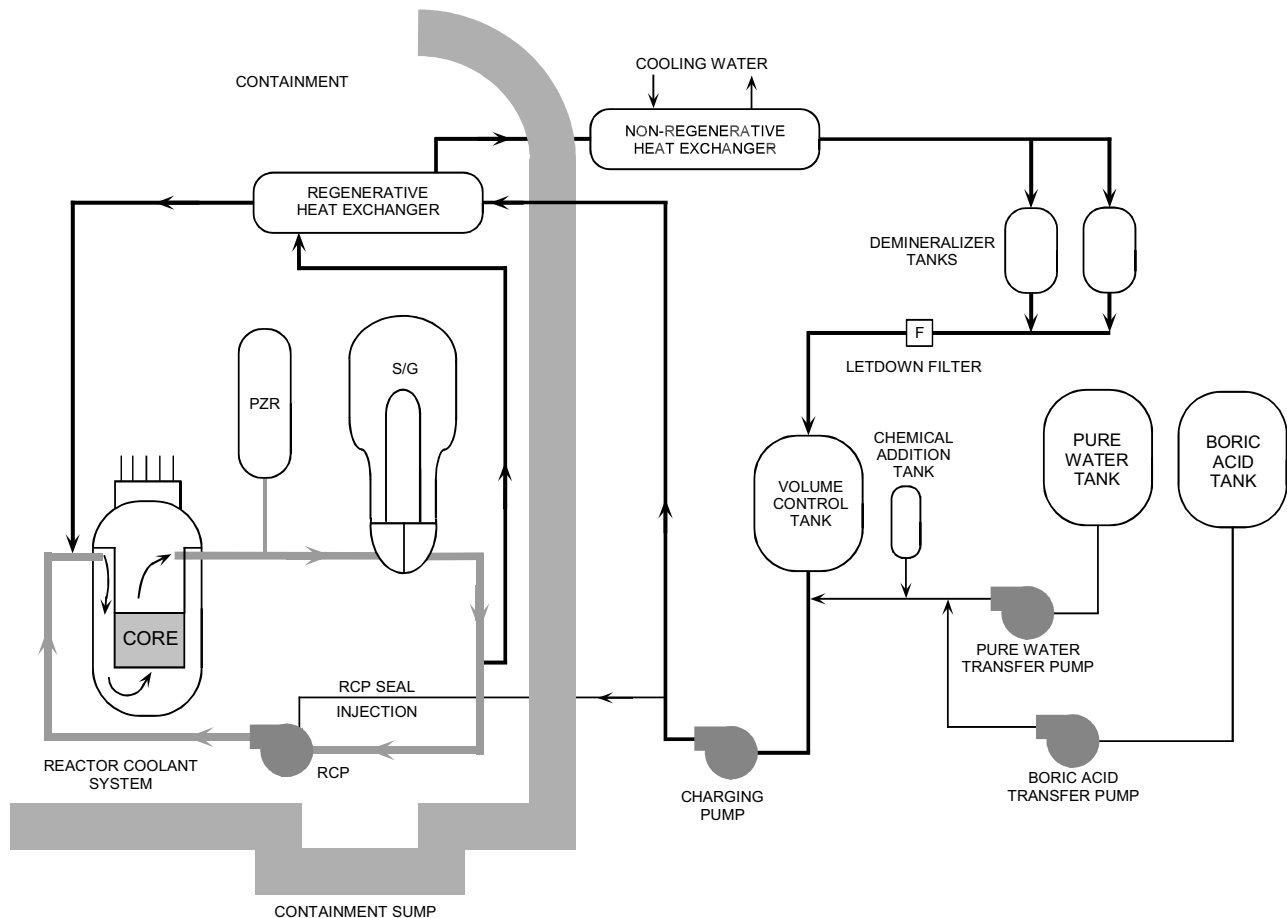 COOLING WATER
CONTAINMENT
NON-REGENERATIVE
HEAT EXCHANGER
REGENERATIVE
HEAT EXCHANGER
DEMINERALIZER
TANKS
F
LETDOWN FILTER
S/G
PZR
CHEMICAL
ADDITION
TANK
PURE
WATER
TANK
BORIC
ACID
TANK
VOLUME
CONTROL
TANK
CORE
PURE WATER
TRANSFER PUMP
RCP SEAL
INJECTION
REACTOR COOLANT
SYSTEM
RCP
CHARGING
PUMP
BORIC ACID
TRANSFER PUMP
CONTAINMENT SUMP